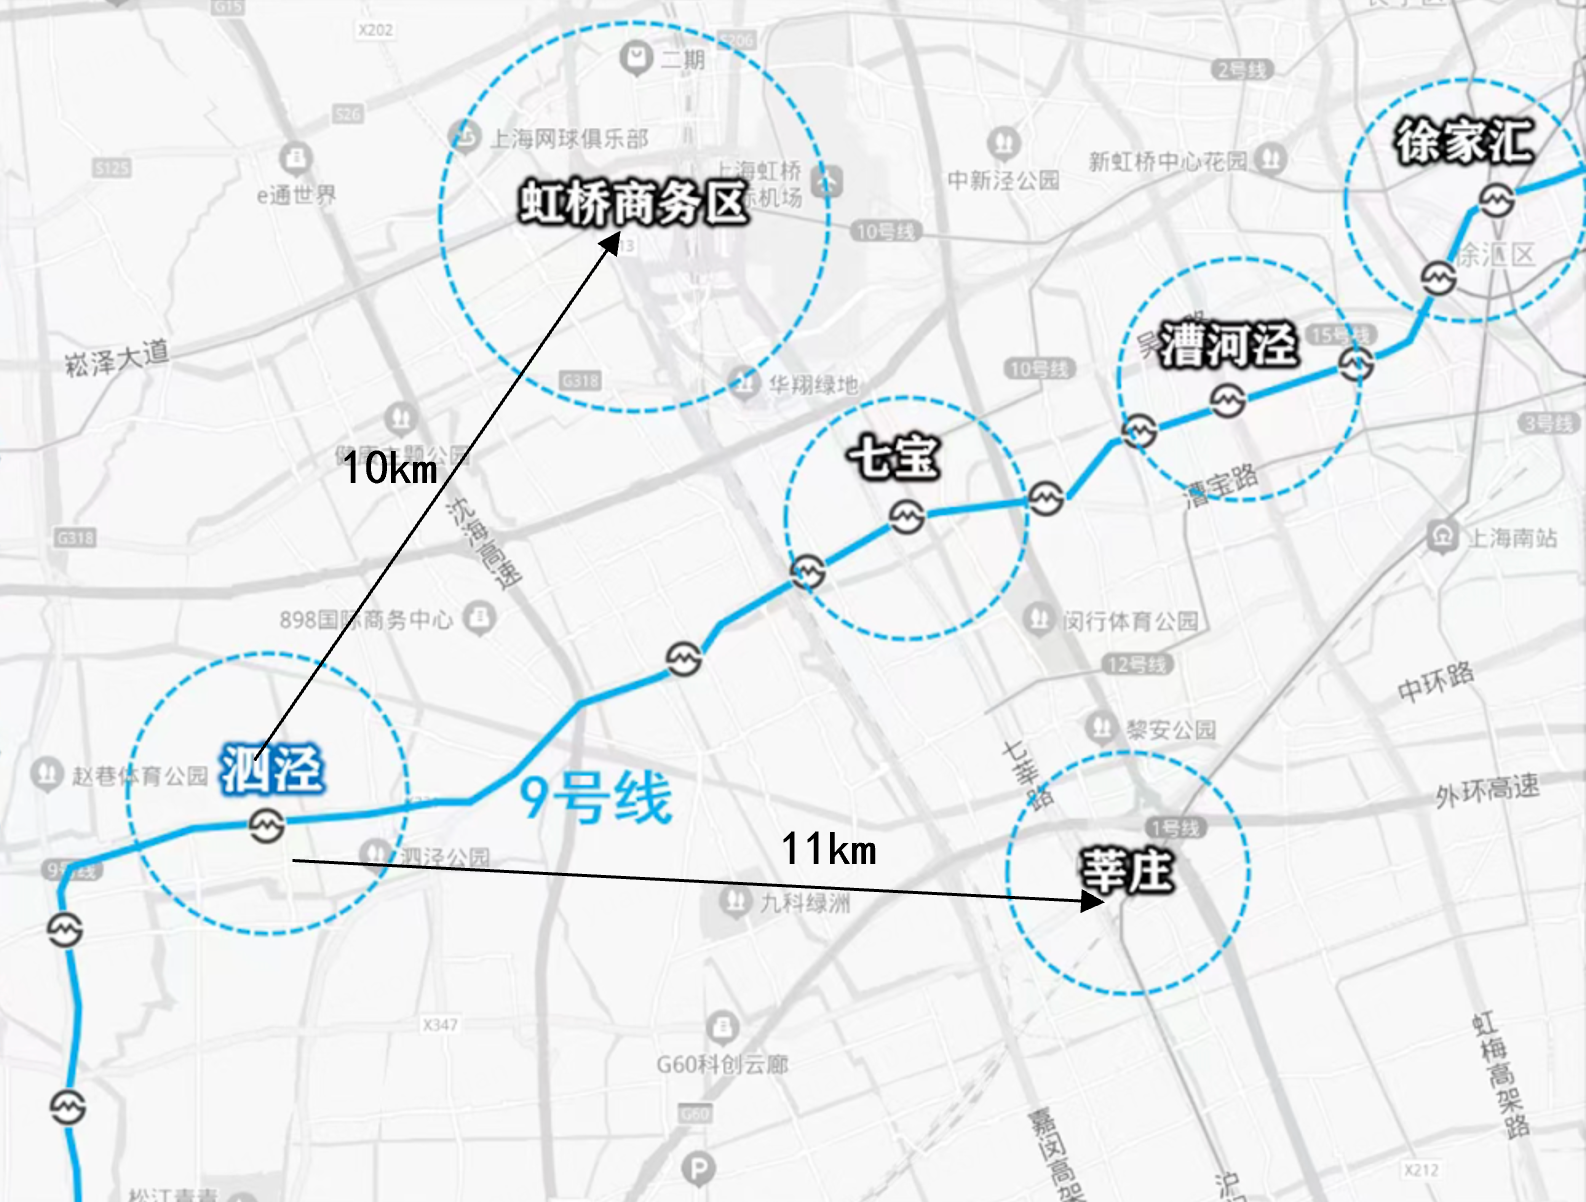 G15
X202
S206
二期
2号线
S26
上海网球俱乐部
徐家汇
S125
e通世界
上海虹桥
中新泾公园
新虹桥中心花园
虹桥商务区
10号线
徐汇区
崧泽大道
漕河泾
15号线
G318
华翔绿地
10号线
3号线
10km
七宝
沈海高速
漕宝路
G318
上海南站
898国际商务中心
闵行体育公园
12号线
中环路
赵巷体育公园
泗泾
黎安公园
七莘路
9号线
外环高速
1号线
11km
泗泾公园
9号线
莘庄
九科绿洲
X347
G60科创云廊
虹梅高架路
G60
嘉闵高架
P
X212
沪